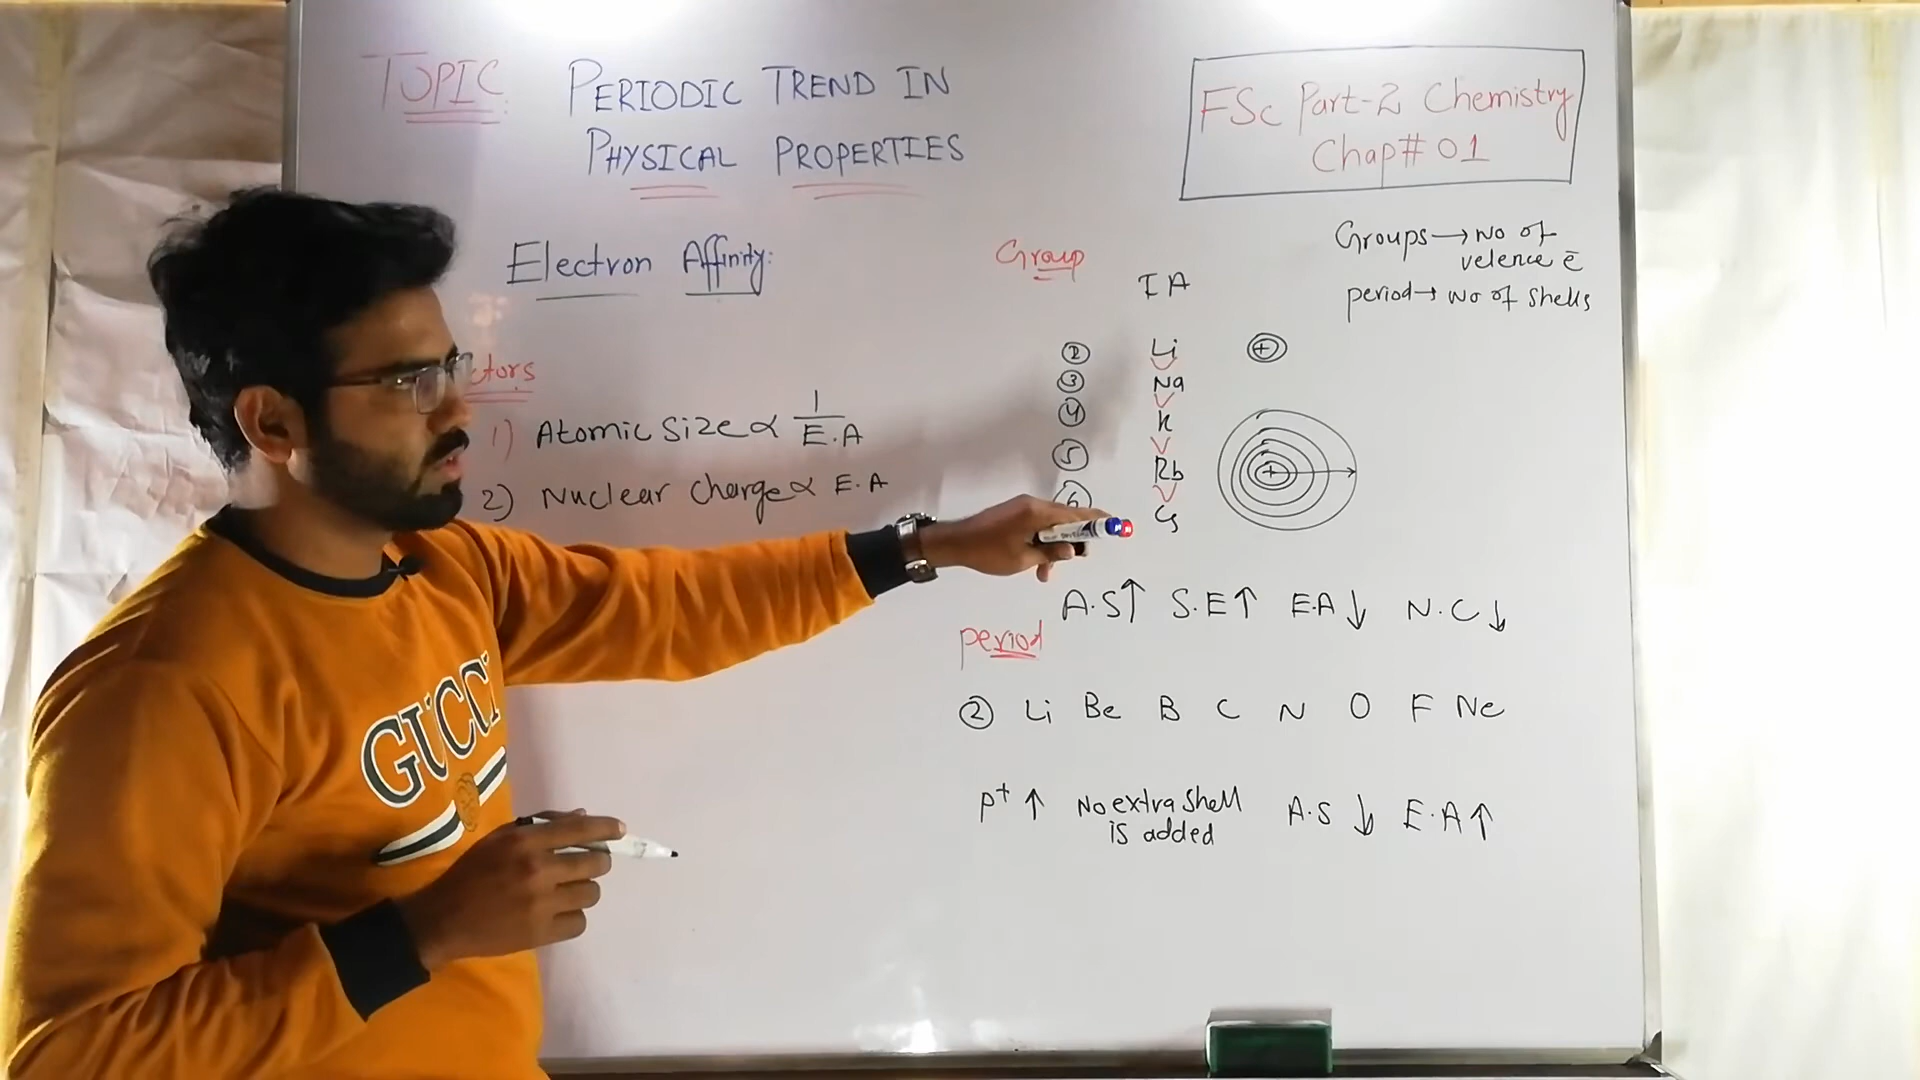 TOPIC: PERIODIC TREND IN
PHYSICAL PROPERTIES
FSc Part-2 Chemistry
Chap# 01
Electron Affinity:
ctors
1) Atomic Size ∝ 1/E.A
2) Nuclear Charge ∝ E.A
Group
I A
Groups → No of
velence ē
period → No of Shells
② Li +
③ Na
④ K
⑤ Rb +
⑥ Cs
A.S↑ S.E↑ E.A↓ N.C↓
period
② Li Be B C N O F Ne
P+ ↑ No extra Shell
is added
A.S ↓ E.A↑
GUCCI